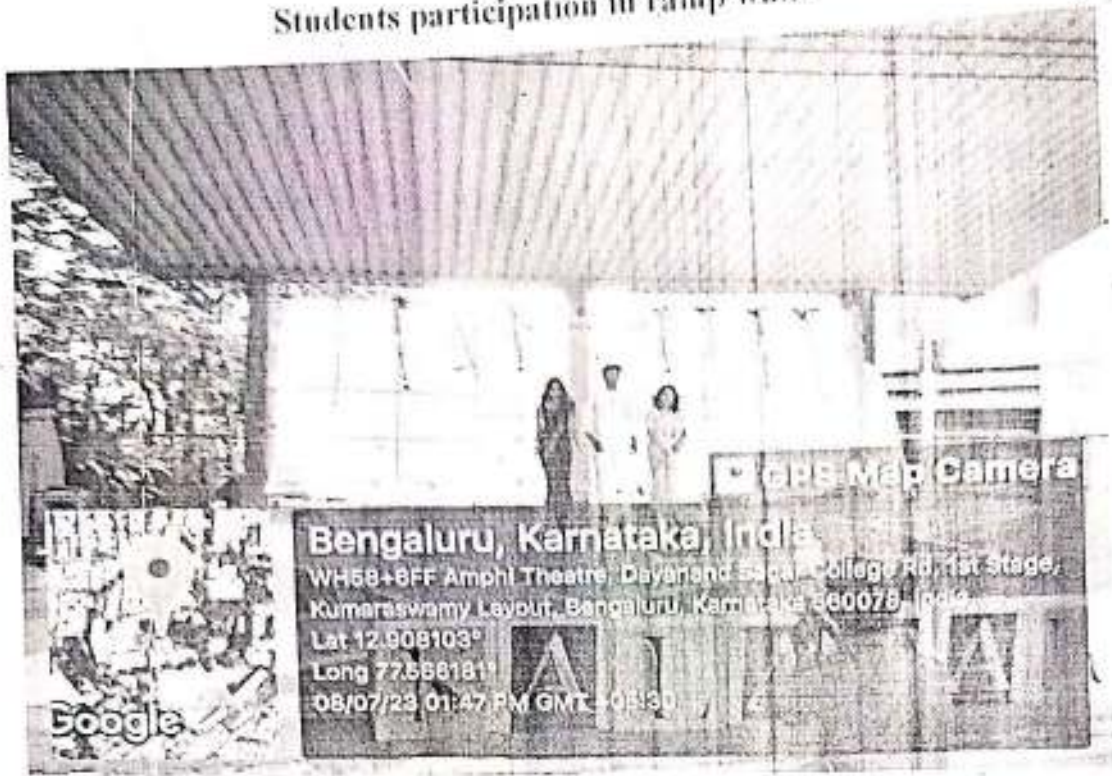 Students participation in ramp
GPS Map Camera
Bengaluru, Karnataka, India
WH58+6FF Amphi Theatre, Dayanand Sagar College Rd, 1st Stage,
Kumaraswamy Layout, Bengaluru, Karnataka 560078, India
Lat 12.908103°
Long 77.566181°
08/07/23 01:47 PM GMT +05:30
Google